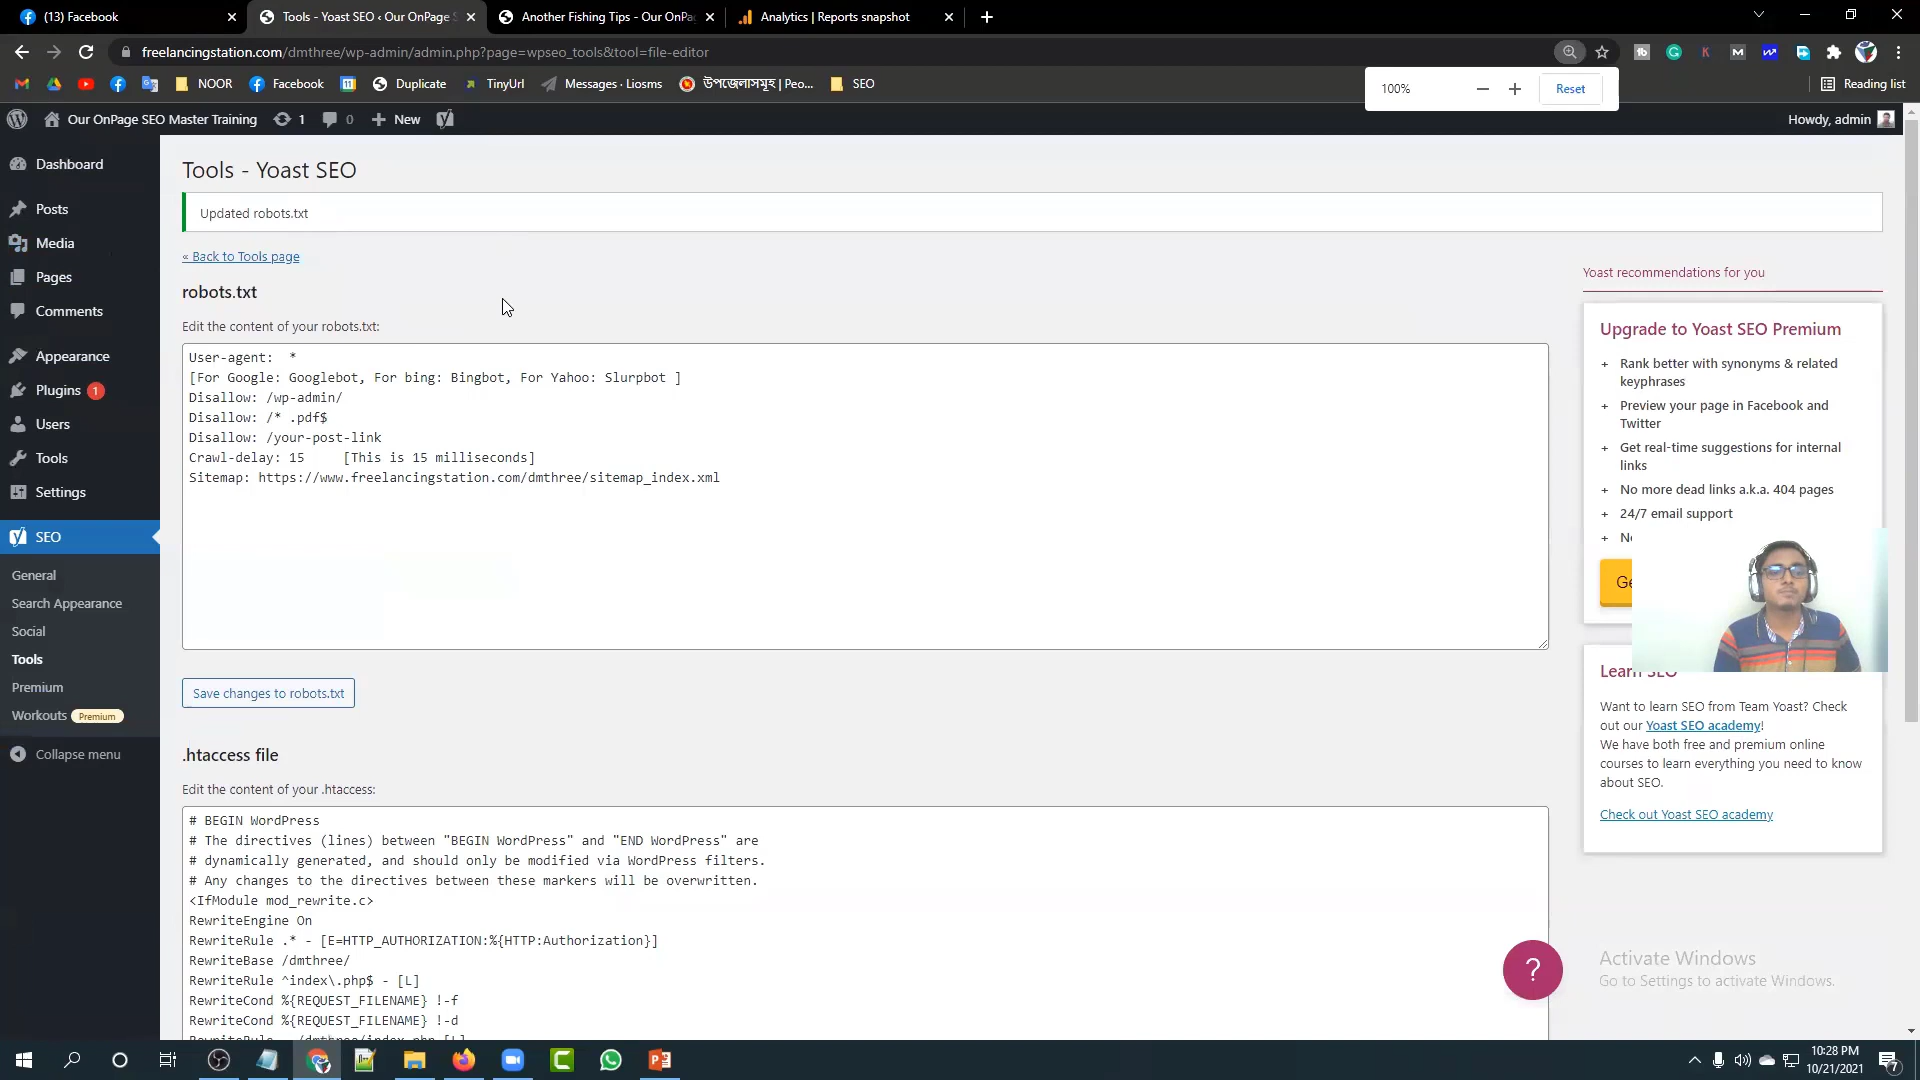 (13) Facebook
Tools - Yoast SEO ‹ Our OnPage S
Another Fishing Tips - Our OnPa
Analytics | Reports snapshot
freelancingstation.com/dmthree/wp-admin/admin.php?page=wpseo_tools&tool=file-editor
NOOR
Facebook
Duplicate
TinyUrl
Messages · Liosms
উপজেলাসমূহ | Peo...
SEO
Reading list
100%
Reset
Our OnPage SEO Master Training
1
0
New
Howdy, admin
Dashboard
Posts
Media
Pages
Comments
Appearance
Plugins 1
Users
Tools
Settings
SEO
General
Search Appearance
Social
Tools
Premium
Workouts Premium
Collapse menu
Tools - Yoast SEO
Updated robots.txt
« Back to Tools page
robots.txt
Edit the content of your robots.txt:
User-agent:  *
[For Google: Googlebot, For bing: Bingbot, For Yahoo: Slurpbot ]
Disallow: /wp-admin/
Disallow: /* .pdf$
Disallow: /your-post-link
Crawl-delay: 15     [This is 15 milliseconds]
Sitemap: https://www.freelancingstation.com/dmthree/sitemap_index.xml
Save changes to robots.txt
.htaccess file
Edit the content of your .htaccess:
# BEGIN WordPress
# The directives (lines) between "BEGIN WordPress" and "END WordPress" are
# dynamically generated, and should only be modified via WordPress filters.
# Any changes to the directives between these markers will be overwritten.
<IfModule mod_rewrite.c>
RewriteEngine On
RewriteRule .* - [E=HTTP_AUTHORIZATION:%{HTTP:Authorization}]
RewriteBase /dmthree/
RewriteRule ^index\.php$ - [L]
RewriteCond %{REQUEST_FILENAME} !-f
RewriteCond %{REQUEST_FILENAME} !-d
Yoast recommendations for you
Upgrade to Yoast SEO Premium
+ Rank better with synonyms & related
keyphrases
+ Preview your page in Facebook and
Twitter
+ Get real-time suggestions for internal
links
+ No more dead links a.k.a. 404 pages
+ 24/7 email support
Learn SEO
Want to learn SEO from Team Yoast? Check
out our Yoast SEO academy!
We have both free and premium online
courses to learn everything you need to know
about SEO.
Check out Yoast SEO academy
?
Activate Windows
Go to Settings to activate Windows.
10:28 PM
10/21/2021
7